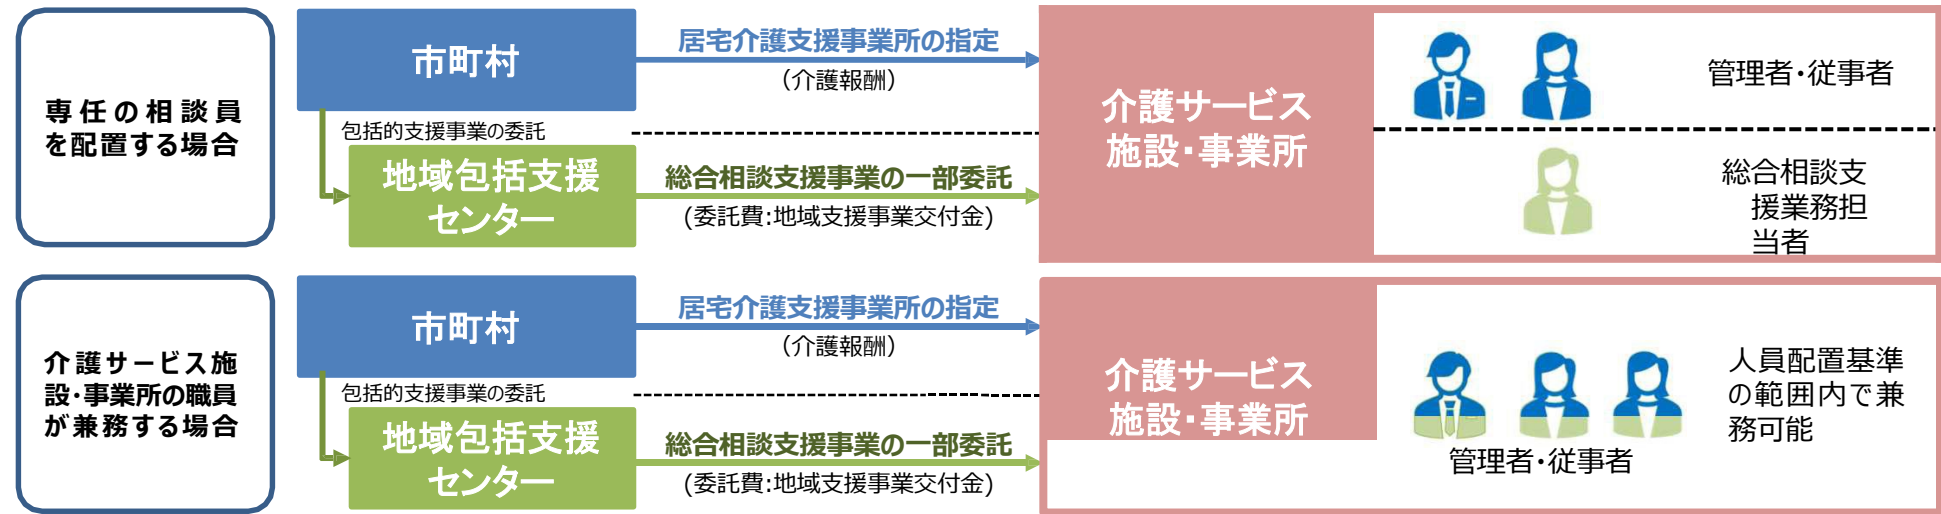 専任の相談員
を配置する場合
市町村
包括的支援事業の委託
地域包括支援
センター
居宅介護支援事業所の指定
（介護報酬）
総合相談支援事業の一部委託
(委託費:地域支援事業交付金)
介護サービス
施設・事業所
管理者・従事者
総合相談支
援業務担
当者
介護サービス施
設・事業所の職員
が兼務する場合
市町村
包括的支援事業の委託
地域包括支援
センター
居宅介護支援事業所の指定
（介護報酬）
総合相談支援事業の一部委託
(委託費:地域支援事業交付金)
介護サービス
施設・事業所
管理者・従事者
人員配置基準
の範囲内で兼
務可能